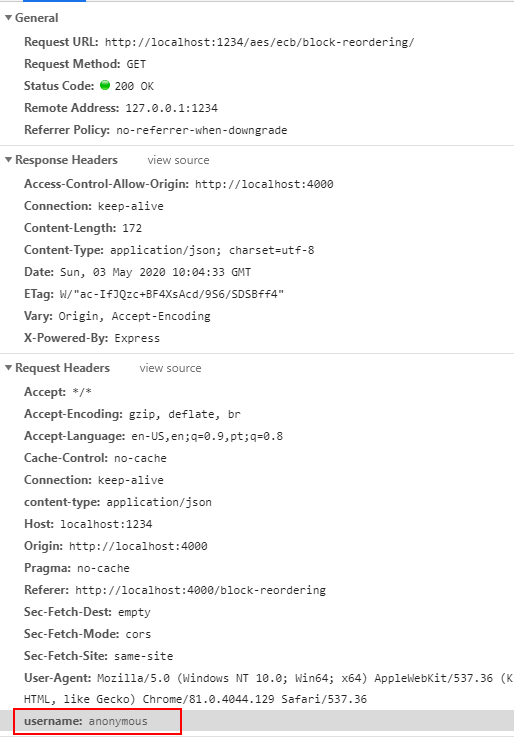 General
Request URL: http://localhost:1234/aes/ecb/block-reordering/
Request Method: GET
Status Code: 200 OK
Remote Address: 127.0.0.1:1234
Referrer Policy: no-referrer-when-downgrade
Response Headers view source
Access-Control-Allow-Origin: http://localhost:4000
Connection: keep-alive
Content-Length: 172
Content-Type: application/json; charset=utf-8
Date: Sun, 03 May 2020 10:04:33 GMT
ETag: W/"ac-IfJQzc+BF4XsAcd/9S6/SDSBff4"
Vary: Origin, Accept-Encoding
X-Powered-By: Express
Request Headers view source
Accept: */*
Accept-Encoding: gzip, deflate, br
Accept-Language: en-US,en;q=0.9,pt;q=0.8
Cache-Control: no-cache
Connection: keep-alive
content-type: application/json
Host: localhost:1234
Origin: http://localhost:4000
Pragma: no-cache
Referer: http://localhost:4000/block-reordering
Sec-Fetch-Dest: empty
Sec-Fetch-Mode: cors
Sec-Fetch-Site: same-site
User-Agent: Mozilla/5.0 (Windows NT 10.0; Win64; x64) AppleWebKit/537.36 (K
HTML, like Gecko) Chrome/81.0.4044.129 Safari/537.36
username: anonymous